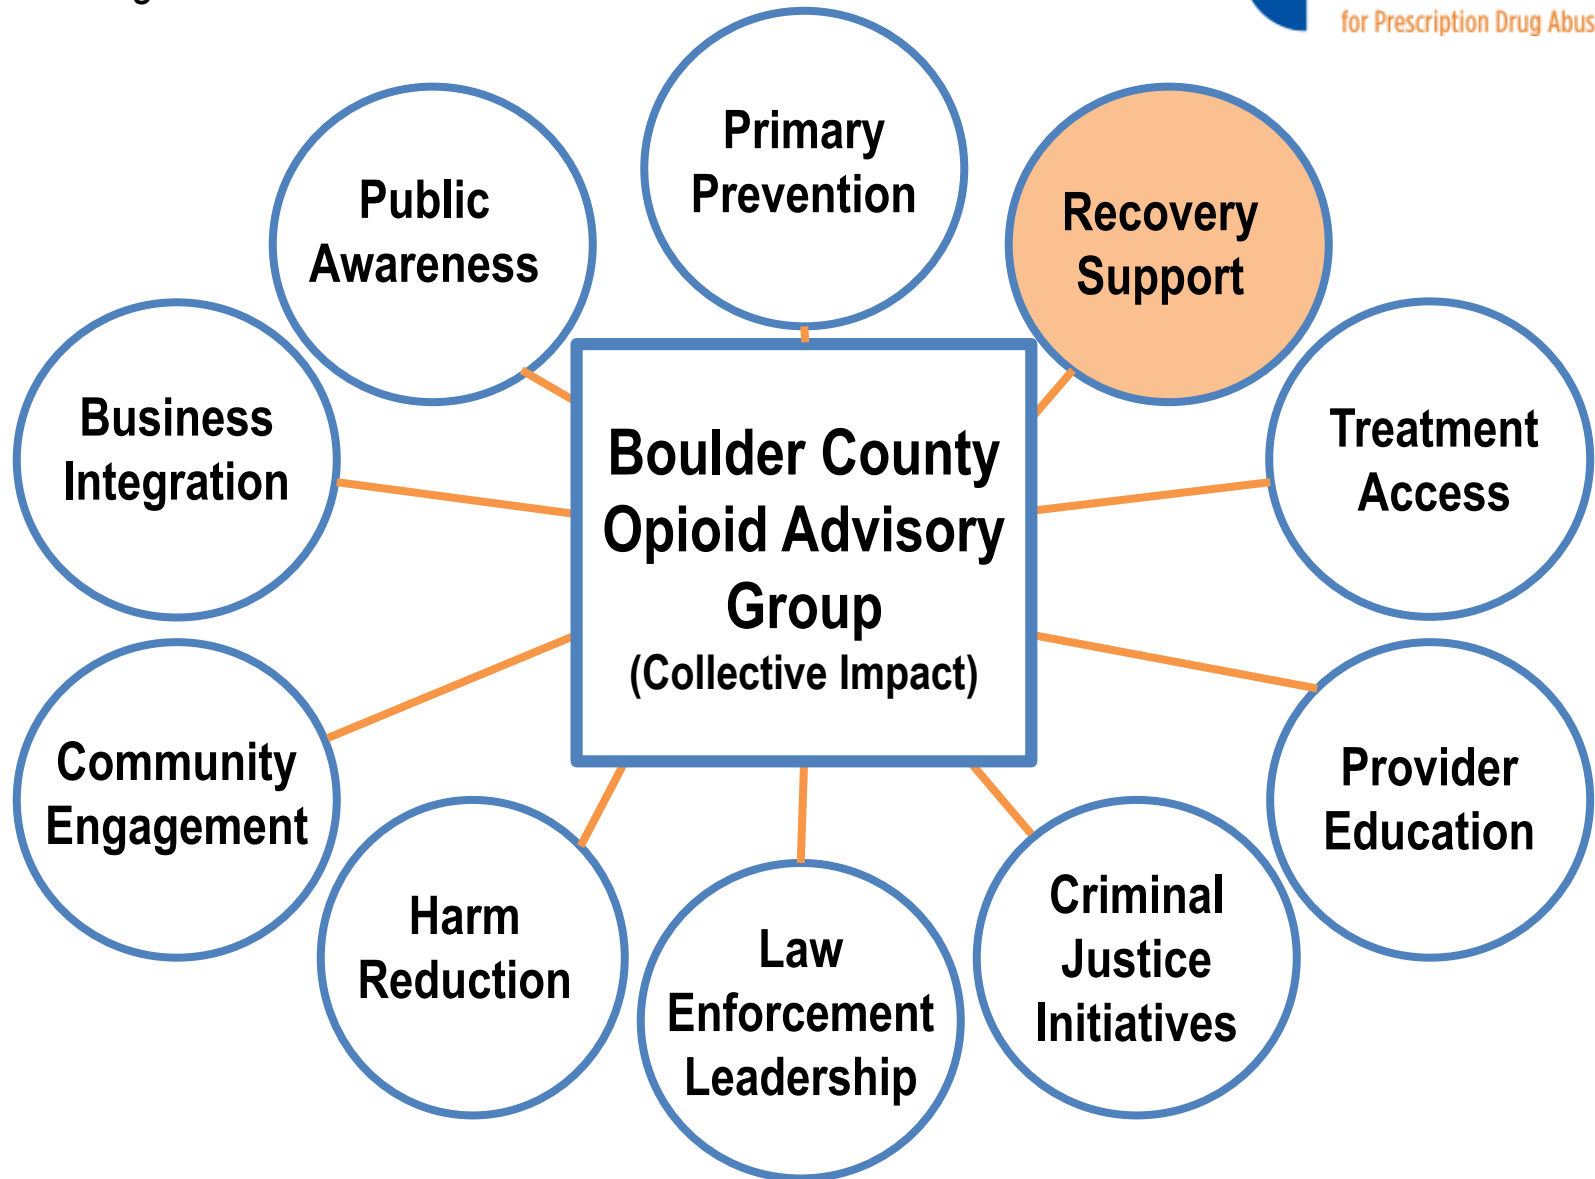 for Prescription Drug Abus
Primary
Prevention
Public
Awareness
Recovery
Support
Business
Integration
Treatment
Access
Boulder County
Opioid Advisory
Group
(Collective Impact)
Community
Engagement
Provider
Education
Harm
Reduction
Law
Enforcement
Leadership
Criminal
Justice
Initiatives